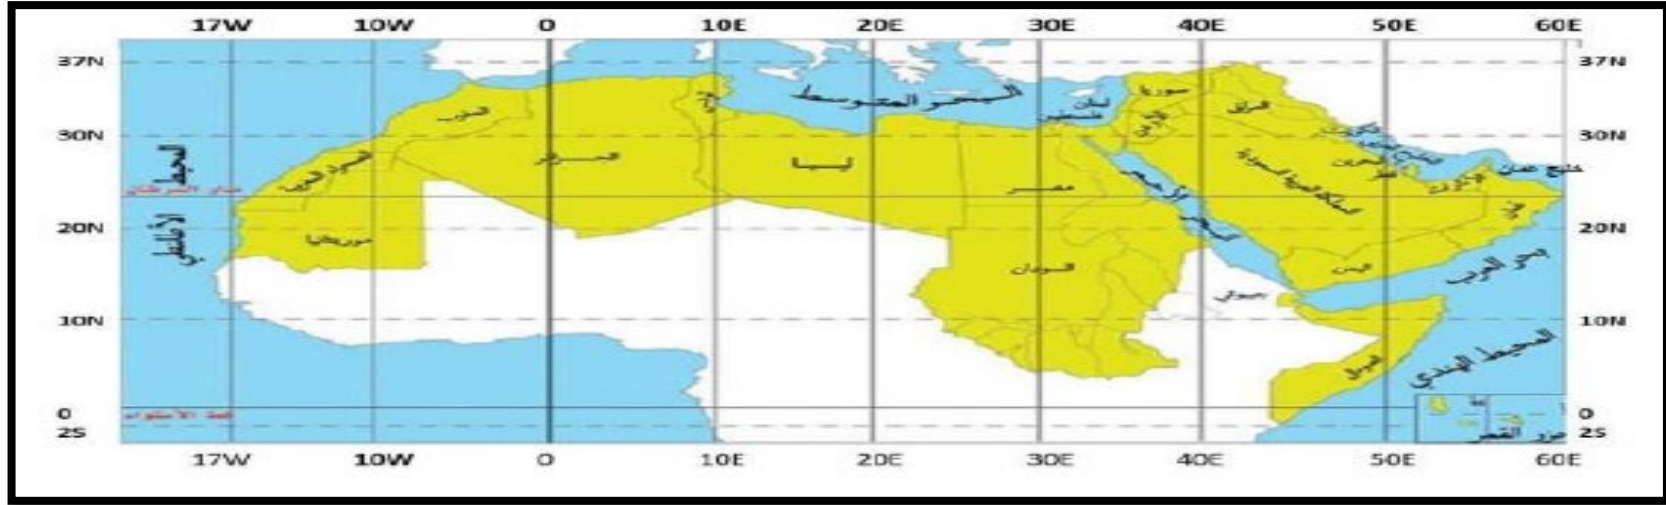 17W 10W 0 10E 20E 30E 40E 50E 60E
37N 37N
سوريا
تونس
المغرب
العراق
لبنان
البحر المتوسط
فلسطين
الأردن
30N 30N
الكويت
البحرين
خليج عمان
قطر
الجزائر
ليبيا
مصر
الصحراء الغربية
المملكة العربية السعودية
الإمارات
المحيط
مدار السرطان
البحر الأحمر
عمان
الأطلسي
20N 20N
موريتانيا
السودان
اليمن
بحر العرب
جيبوتي
10N 10N
الصومال
المحيط الهندي
0 خط الأستواء 0
2S جزر القمر 2S
17W 10W 0 10E 20E 30E 40E 50E 60E